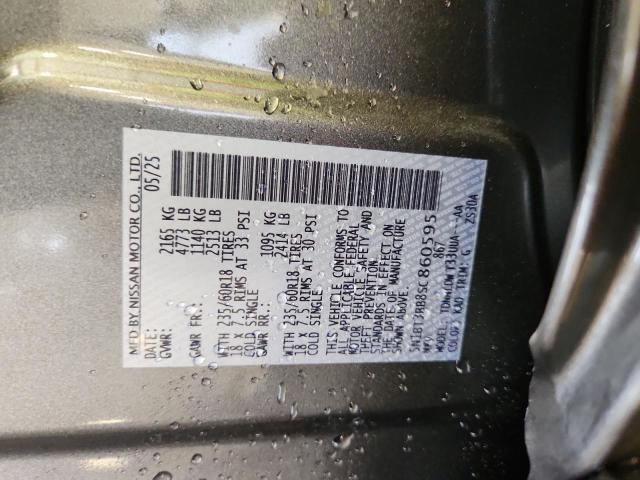 MFD BY NISSAN MOTOR CO., LTD.
DATE: 05/25
GVWR: 2165 KG
4773 LB
GAWR FR: 1140 KG
2513 LB
WITH 235/60R18 TIRES
18 X 7.5 RIMS AT 33 PSI
COLD SINGLE
GAWR RR: 1095 KG
2414 LB
WITH 235/60R18 TIRES
18 X 7.5 RIMS AT 30 PSI
COLD SINGLE
THIS VEHICLE CONFORMS TO
ALL APPLICABLE FEDERAL
MOTOR VEHICLE SAFETY AND
THEFT PREVENTION
STANDARDS IN EFFECT ON
THE DATE OF MANUFACTURE
SHOWN ABOVE.
867
COLOR: KAD TRIM: G
AA